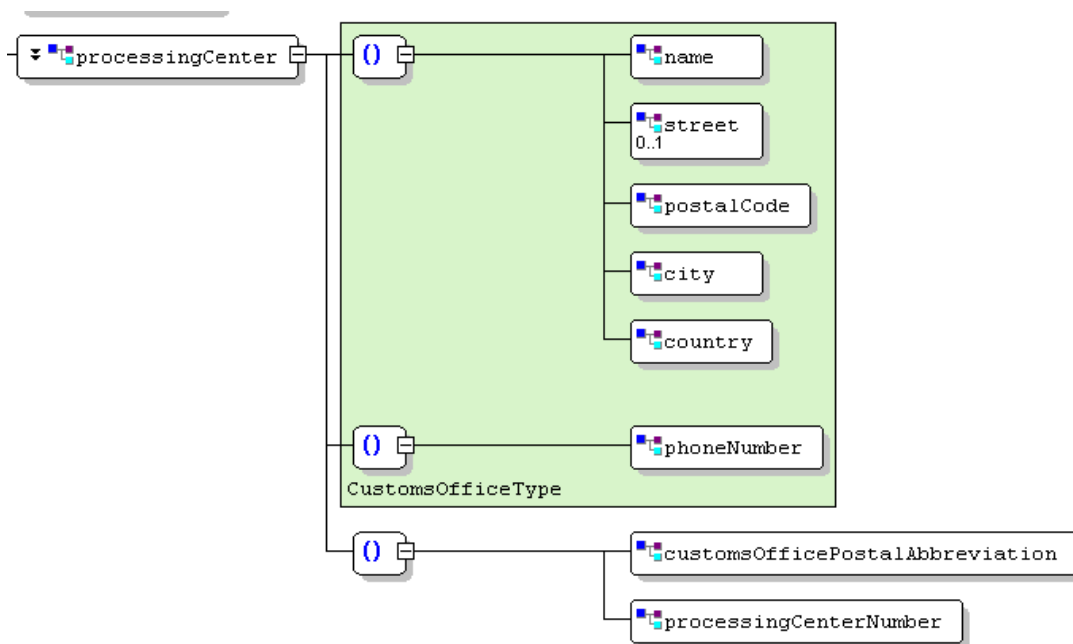 processingCenter
()
name
street
0..1
postalCode
city
country
()
phoneNumber
CustomsOfficeType
()
customsOfficePostalAbbreviation
processingCenterNumber